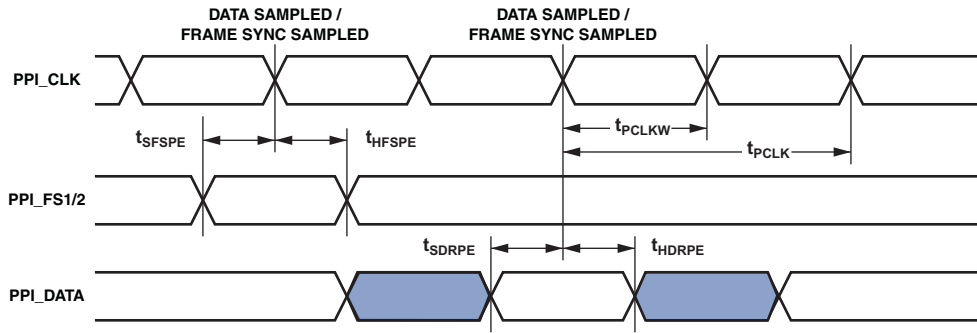 DATA SAMPLED /
FRAME SYNC SAMPLED
DATA SAMPLED /
FRAME SYNC SAMPLED
PPI_CLK
tPCLKW
tSFSPE
tHFSPE
tPCLK
PPI_FS1/2
tSDRPE
tHDRPE
PPI_DATA